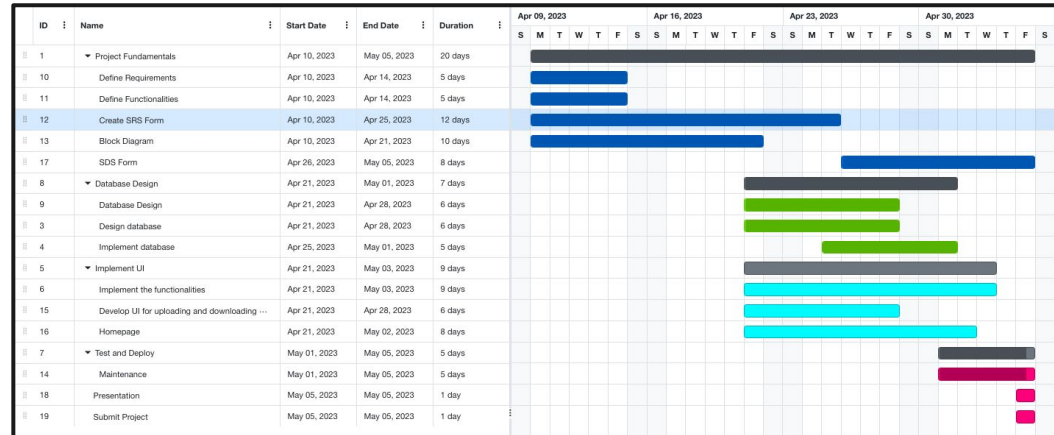 ID Name Start Date End Date Duration Apr 09, 2023 Apr 16, 2023 Apr 23, 2023 Apr 30, 2023
S M T W T F S S M T W T F S S M T W T F S S M T W T F S
1 Project Fundamentals Apr 10, 2023 May 05, 2023 20 days
10 Define Requirements Apr 10, 2023 Apr 14, 2023 5 days
11 Define Functionalities Apr 10, 2023 Apr 14, 2023 5 days
12 Create SRS Form Apr 10, 2023 Apr 25, 2023 12 days
13 Block Diagram Apr 10, 2023 Apr 21, 2023 10 days
17 SDS Form Apr 26, 2023 May 05, 2023 8 days
8 Database Design Apr 21, 2023 May 01, 2023 7 days
9 Database Design Apr 21, 2023 Apr 28, 2023 6 days
3 Design database Apr 21, 2023 Apr 28, 2023 6 days
4 Implement database Apr 25, 2023 May 01, 2023 5 days
5 Implement UI Apr 21, 2023 May 03, 2023 9 days
6 Implement the functionalities Apr 21, 2023 May 03, 2023 9 days
15 Develop UI for uploading and downloading ··· Apr 21, 2023 Apr 28, 2023 6 days
16 Homepage Apr 21, 2023 May 02, 2023 8 days
7 Test and Deploy May 01, 2023 May 05, 2023 5 days
14 Maintenance May 01, 2023 May 05, 2023 5 days
18 Presentation May 05, 2023 May 05, 2023 1 day
19 Submit Project May 05, 2023 May 05, 2023 1 day